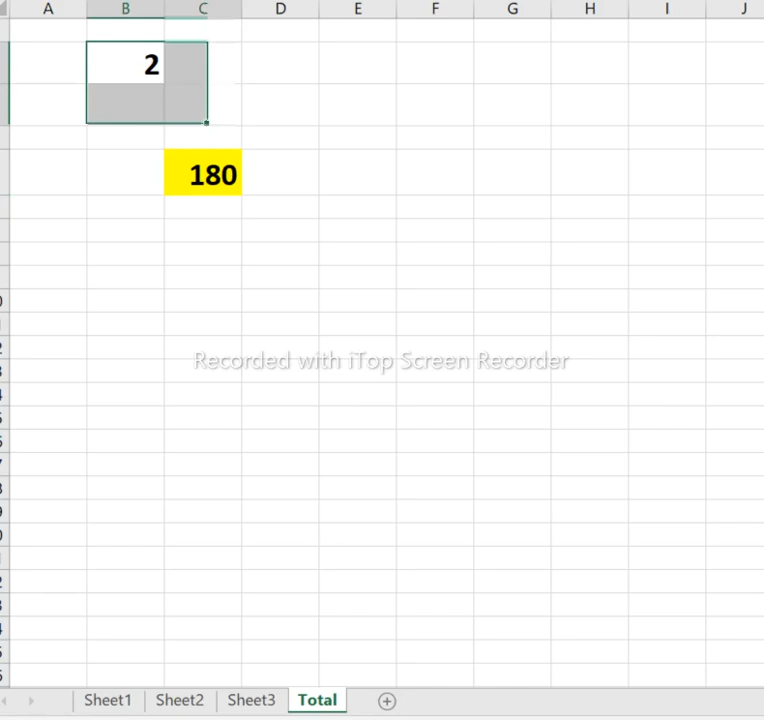 A B C D E F G H I J
2
180
Recorded with iTop Screen Recorder
Sheet1 Sheet2 Sheet3 Total